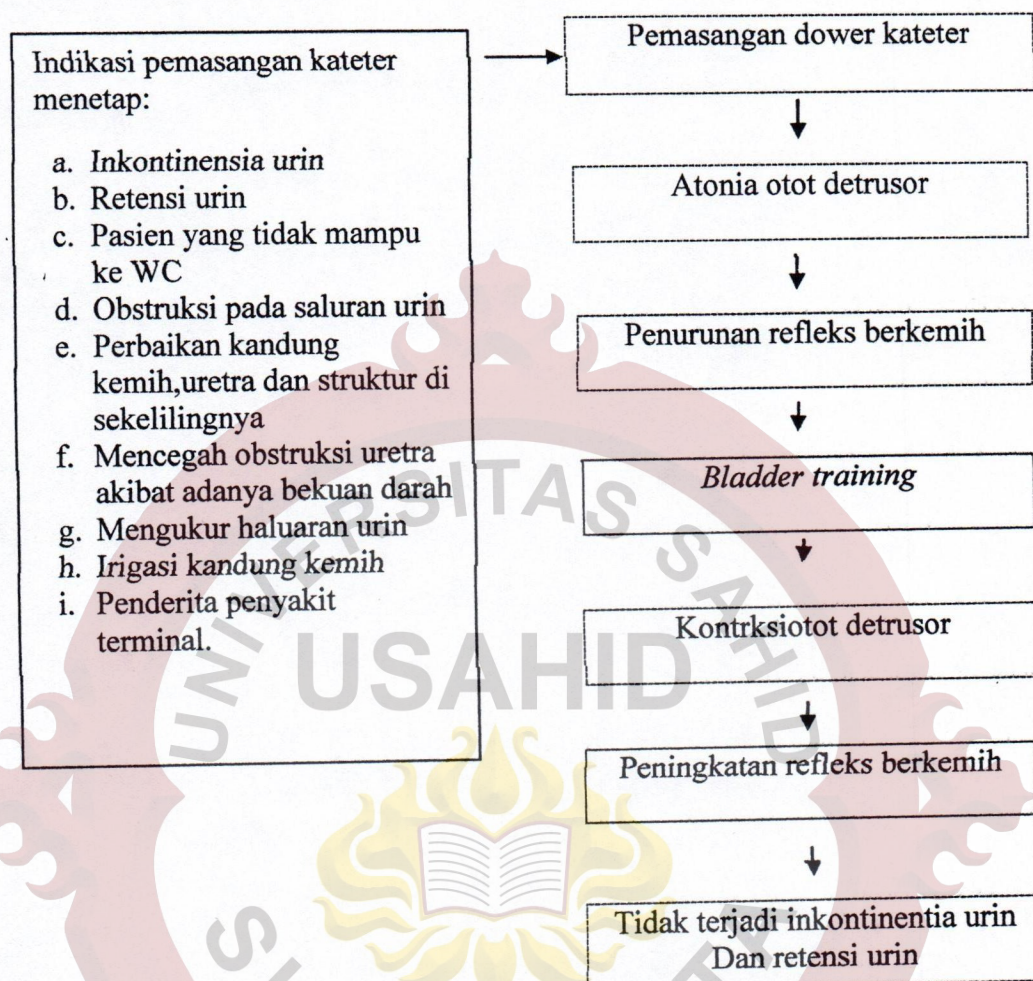 Indikasi pemasangan kateter
menetap:
a. Inkontinensia urin
b. Retensi urin
c. Pasien yang tidak mampu
ke WC
d. Obstruksi pada saluran urin
e. Perbaikan kandung
kemih,uretra dan struktur di
sekelilingnya
f. Mencegah obstruksi uretra
akibat adanya bekuan darah
g. Mengukur haluaran urin
h. Irigasi kandung kemih
i. Penderita penyakit
terminal.
Pemasangan dower kateter
Atonia otot detrusor
Penurunan refleks berkemih
Bladder training
Kontrksiotot detrusor
Peningkatan refleks berkemih
Tidak terjadi inkontinentia urin
Dan retensi urin
UNIVERSITAS SAHID
USAHID